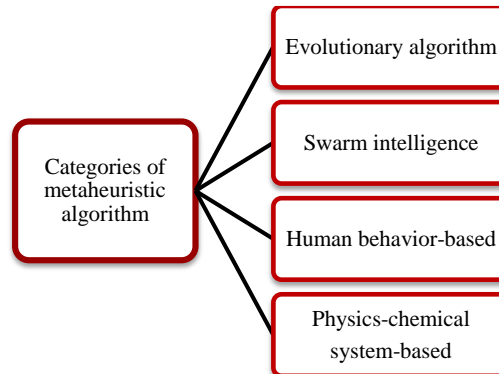 Evolutionary algorithm
Swarm intelligence
Categories of
metaheuristic
algorithm
Human behavior-based
Physics-chemical
system-based